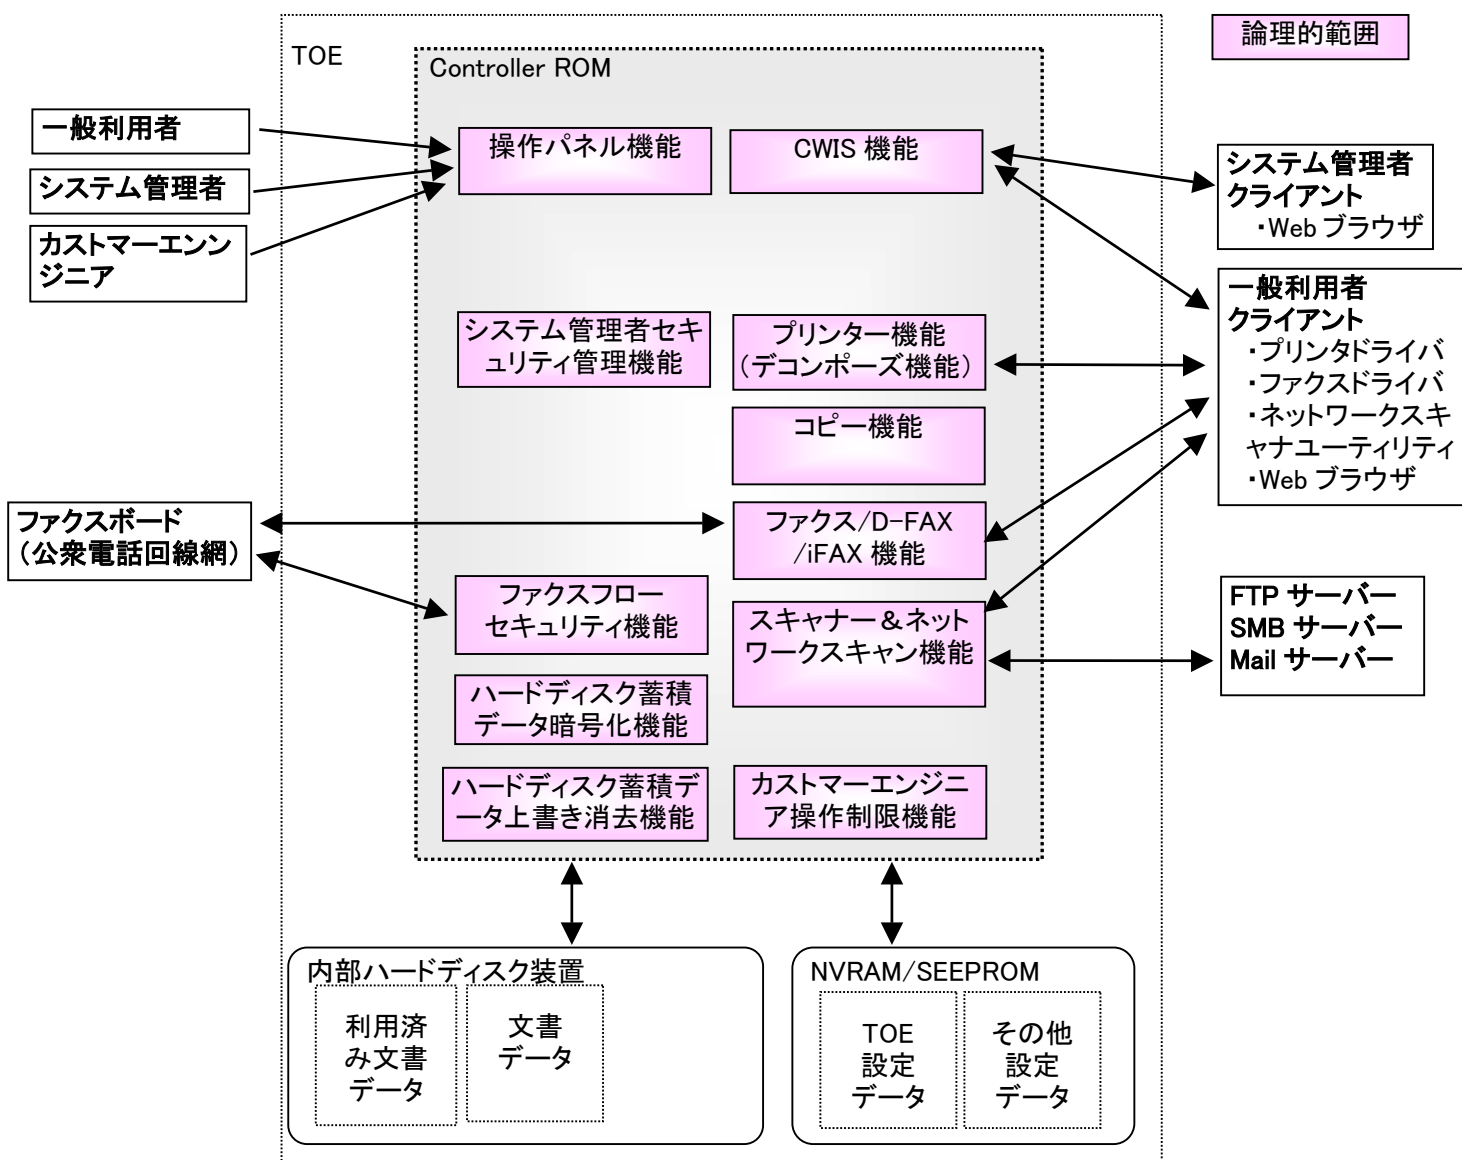 論理的範囲
TOE
Controller ROM
一般利用者
システム管理者
カストマーエンン
ジニア
操作パネル機能
CWIS 機能
システム管理者
クライアント
・Web ブラウザ
システム管理者セキ
ュリティ管理機能
プリンター機能
（デコンポーズ機能）
一般利用者
クライアント
・プリンタドライバ
・ファクスドライバ
・ネットワークスキ
ャナユーティリティ
・Web ブラウザ
コピー機能
ファクスボード
（公衆電話回線網）
ファクス/D-FAX
/iFAX 機能
ファクスフロー
セキュリティ機能
スキャナー＆ネット
ワークスキャン機能
FTP サーバー
SMB サーバー
Mail サーバー
ハードディスク蓄積
データ暗号化機能
ハードディスク蓄積デ
ータ上書き消去機能
カストマーエンジニ
ア操作制限機能
内部ハードディスク装置
利用済
み文書
データ
文書
データ
NVRAM/SEEPROM
TOE
設定
データ
その他
設定
データ